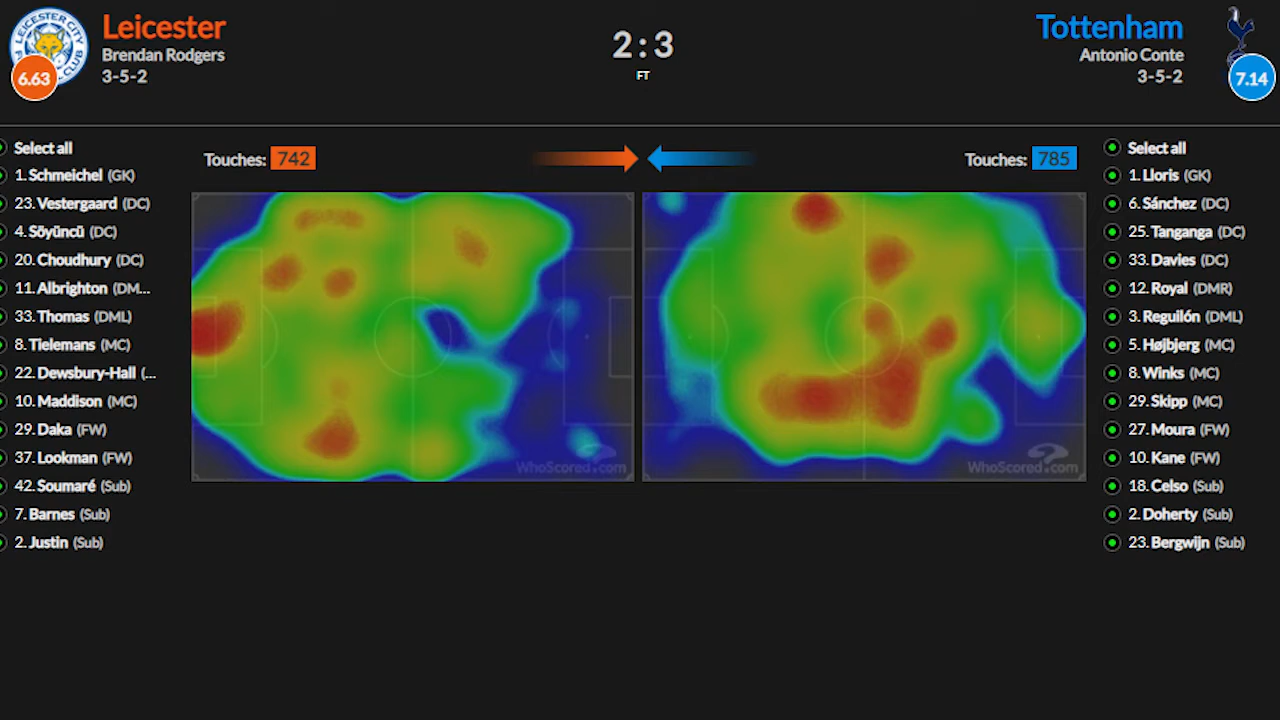 Leicester
Brendan Rodgers
3-5-2
6.63
2 : 3
FT
Tottenham
Antonio Conte
3-5-2
7.14
Select all
1. Schmeichel (GK)
23. Vestergaard (DC)
4. Söyüncü (DC)
20. Choudhury (DC)
11. Albrighton (DM...
33. Thomas (DML)
8. Tielemans (MC)
22. Dewsbury-Hall (...
10. Maddison (MC)
29. Daka (FW)
37. Lookman (FW)
42. Soumaré (Sub)
7. Barnes (Sub)
2. Justin (Sub)
Touches: 742
WhoScored.com
Touches: 785
WhoScored.com
Select all
1. Lloris (GK)
6. Sánchez (DC)
25. Tanganga (DC)
33. Davies (DC)
12. Royal (DMR)
3. Reguilón (DML)
5. Højbjerg (MC)
8. Winks (MC)
29. Skipp (MC)
27. Moura (FW)
10. Kane (FW)
18. Celso (Sub)
2. Doherty (Sub)
23. Bergwijn (Sub)